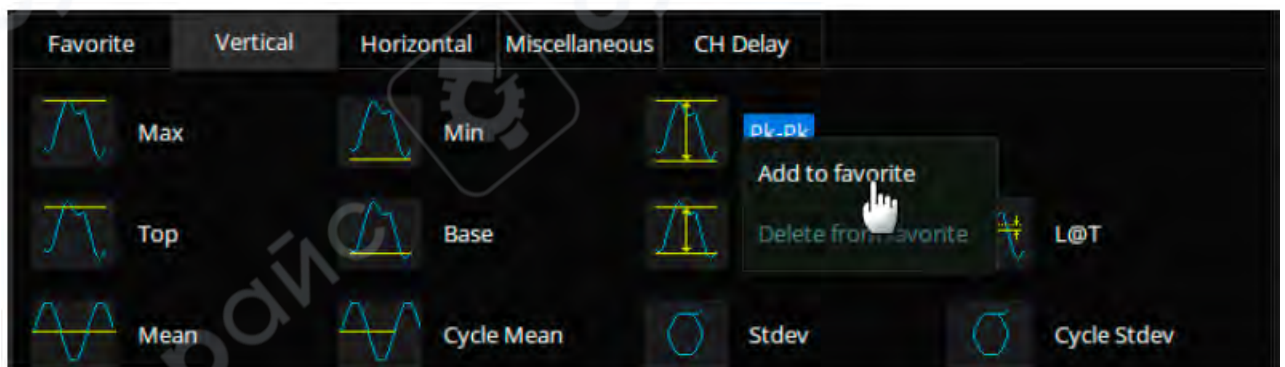 Favorite Vertical Horizontal Miscellaneous CH Delay
Max Min Pk-Pk
Add to favorite
Top Base Delete from favorite L@T
Mean Cycle Mean Stdev Cycle Stdev
райс